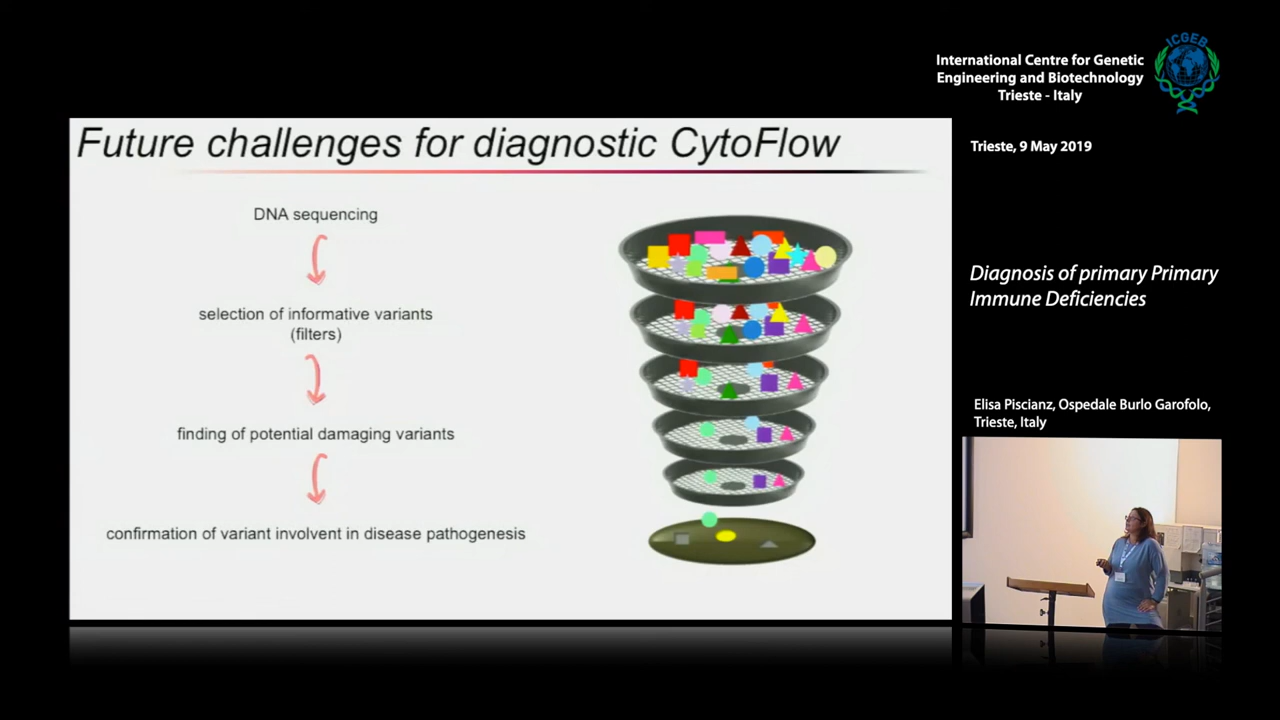 International Centre for Genetic
Engineering and Biotechnology
Trieste - Italy
ICGEB
Trieste, 9 May 2019
Future challenges for diagnostic CytoFlow
DNA sequencing
selection of informative variants
(filters)
finding of potential damaging variants
confirmation of variant involvent in disease pathogenesis
Diagnosis of primary Primary
Immune Deficiencies
Elisa Piscianz, Ospedale Burlo Garofolo,
Trieste, Italy